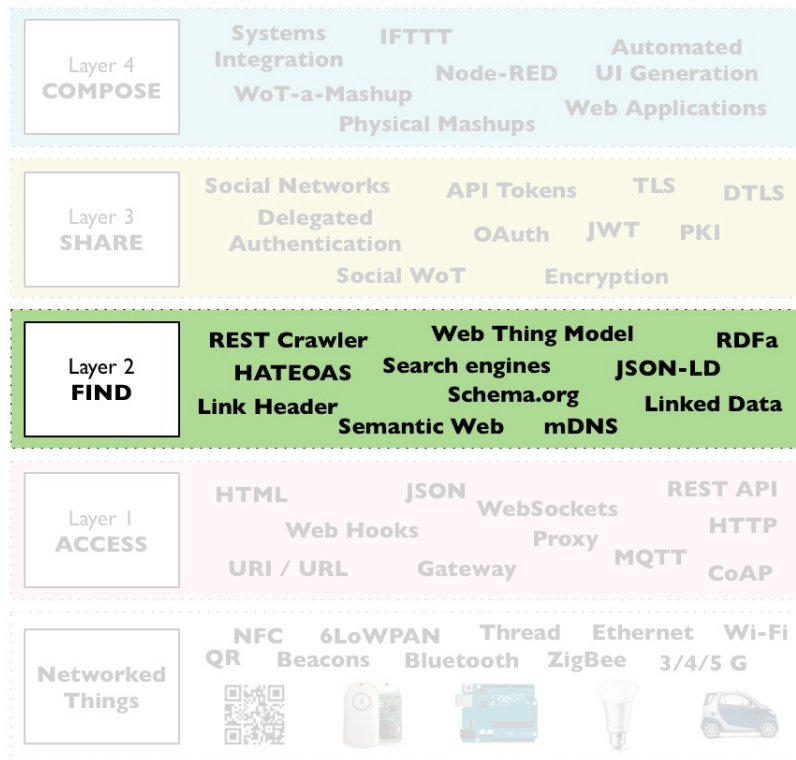 Layer 4
COMPOSE
Systems
Integration
IFTTT
Automated
UI Generation
Node-RED
WoT-a-Mashup
Web Applications
Physical Mashups
Layer 3
SHARE
Social Networks
API Tokens
TLS
DTLS
Delegated
Authentication
OAuth
JWT
PKI
Social WoT
Encryption
Layer 2
FIND
REST Crawler
Web Thing Model
RDFa
HATEOAS
Search engines
JSON-LD
Link Header
Schema.org
Linked Data
Semantic Web
mDNS
Layer 1
ACCESS
HTML
JSON
REST API
WebSockets
Web Hooks
Proxy
HTTP
URI / URL
Gateway
MQTT
CoAP
Networked
Things
NFC
6LoWPAN
Thread
Ethernet
Wi-Fi
QR
Beacons
Bluetooth
ZigBee
3/4/5 G